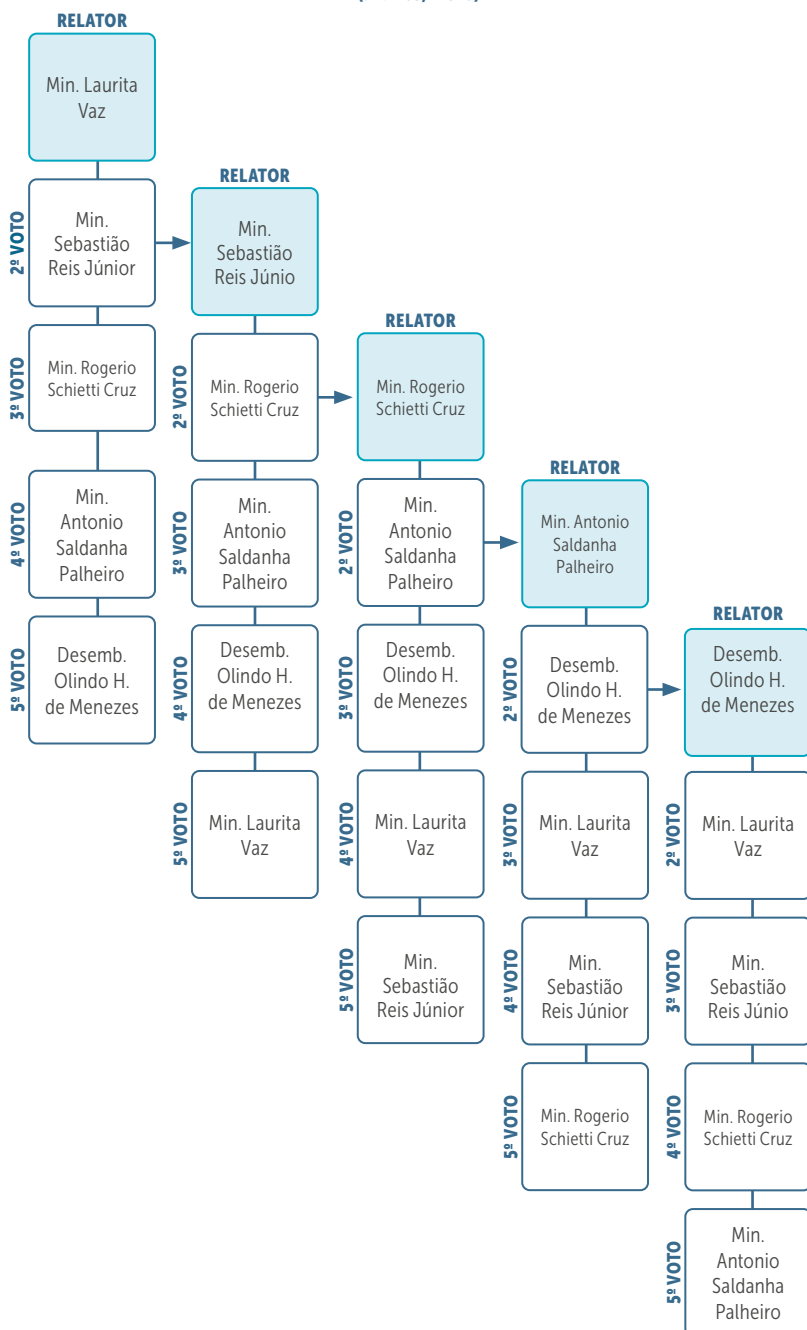 RELATOR
Min. Laurita
Vaz
2º VOTO
Min.
Sebastião
Reis Júnior
3º VOTO
Min. Rogerio
Schietti Cruz
4º VOTO
Min.
Antonio
Saldanha
Palheiro
5º VOTO
Desemb.
Olindo H.
de Menezes
RELATOR
Min.
Sebastião
Reis Júnio
2º VOTO
Min. Rogerio
Schietti Cruz
3º VOTO
Min.
Antonio
Saldanha
Palheiro
4º VOTO
Desemb.
Olindo H.
de Menezes
5º VOTO
Min. Laurita
Vaz
RELATOR
Min. Rogerio
Schietti Cruz
2º VOTO
Min.
Antonio
Saldanha
Palheiro
3º VOTO
Desemb.
Olindo H.
de Menezes
4º VOTO
Min. Laurita
Vaz
5º VOTO
Min.
Sebastião
Reis Júnior
RELATOR
Min. Antonio
Saldanha
Palheiro
2º VOTO
Desemb.
Olindo H.
de Menezes
3º VOTO
Min. Laurita
Vaz
4º VOTO
Min.
Sebastião
Reis Júnior
5º VOTO
Min. Rogerio
Schietti Cruz
RELATOR
Desemb.
Olindo H.
de Menezes
2º VOTO
Min. Laurita
Vaz
3º VOTO
Min.
Sebastião
Reis Júnio
4º VOTO
Min. Rogerio
Schietti Cruz
5º VOTO
Min.
Antonio
Saldanha
Palheiro